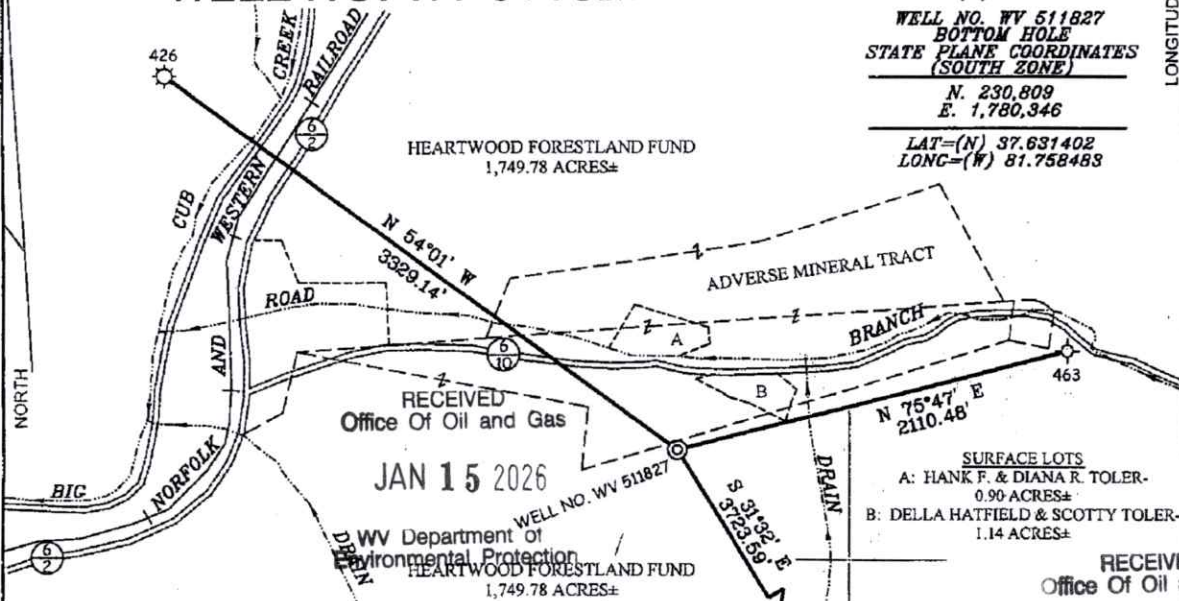 WELL NO. WV 511827
BOTTOM HOLE
STATE PLANE COORDINATES
(SOUTH ZONE)
N. 230,809
E. 1,780,346
LAT=(N) 37.631402
LONG=(W) 81.758483
426
CREEK
RAILROAD
6
2
HEARTWOOD FORESTLAND FUND
1,749.78 ACRES±
CUB
WESTERN
N 54°01' W
3329.14'
ADVERSE MINERAL TRACT
ROAD
BRANCH
A
AND
6
10
463
B
NORTH
RECEIVED
Office Of Oil and Gas
N 75°47' E
2110.48'
JAN 15 2026
WELL NO. WV 511827
S 31°32' E
3723.59'
DRAIN
SURFACE LOTS
A: HANK F. & DIANA R. TOLER-
0.90 ACRES±
B: DELLA HATFIELD & SCOTTY TOLER-
1.14 ACRES±
BIG
NORFOLK
6
2
WV Department of
Environmental Protection
DRAIN
HEARTWOOD FORESTLAND FUND
1,749.78 ACRES±
Office Of Oil